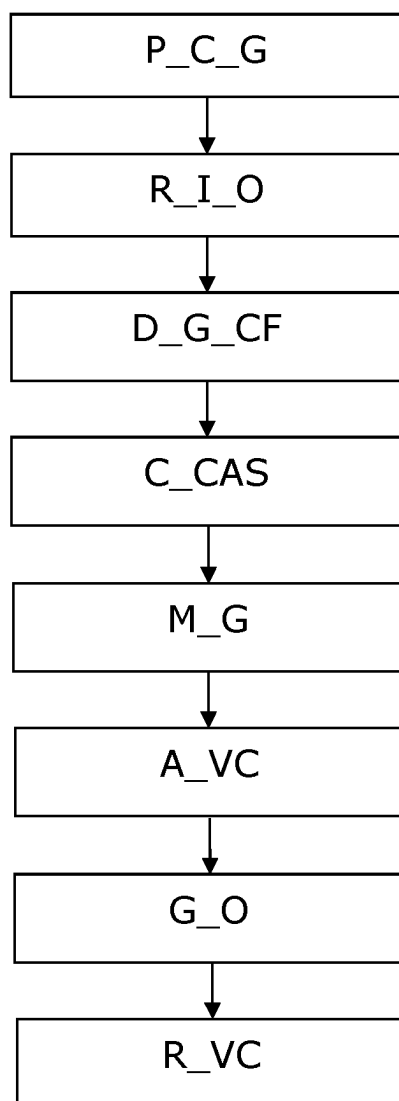 P_C_G
R_I_O
D_G_CF
C_CAS
M_G
A_VC
G_O
R_VC